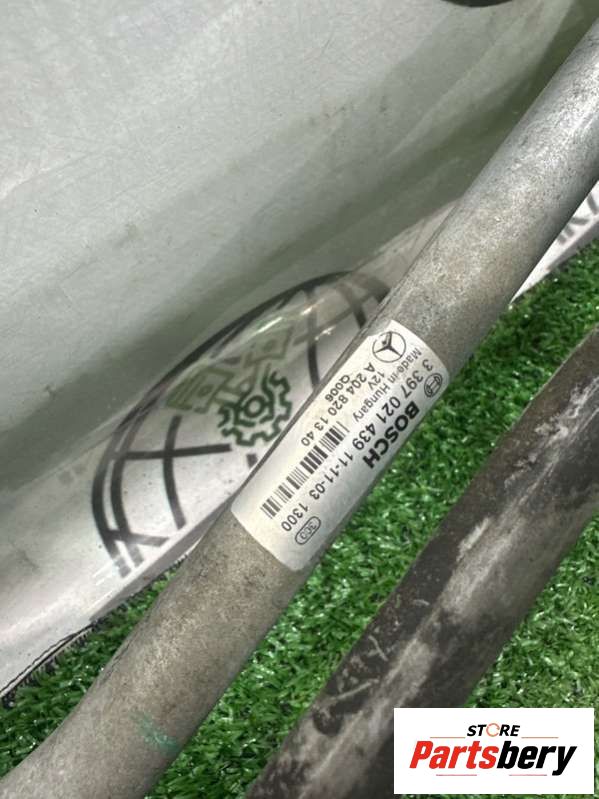 BOSCH
3 397 021 439 11-11-03 1300
Made-in Hungary
12V
A 204 820 13 40
Q006
STORE
Partsbery